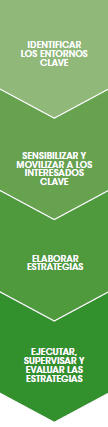 IDENTIFICAR
LOS ENTORNOS
CLAVE
SENSIBILIZAR Y
MOVILIZAR A LOS
INTERESADOS
CLAVE
ELABORAR
ESTRATEGIAS
EJECUTAR,
SUPERVISAR Y
EVALUAR LAS
ESTRATEGIAS